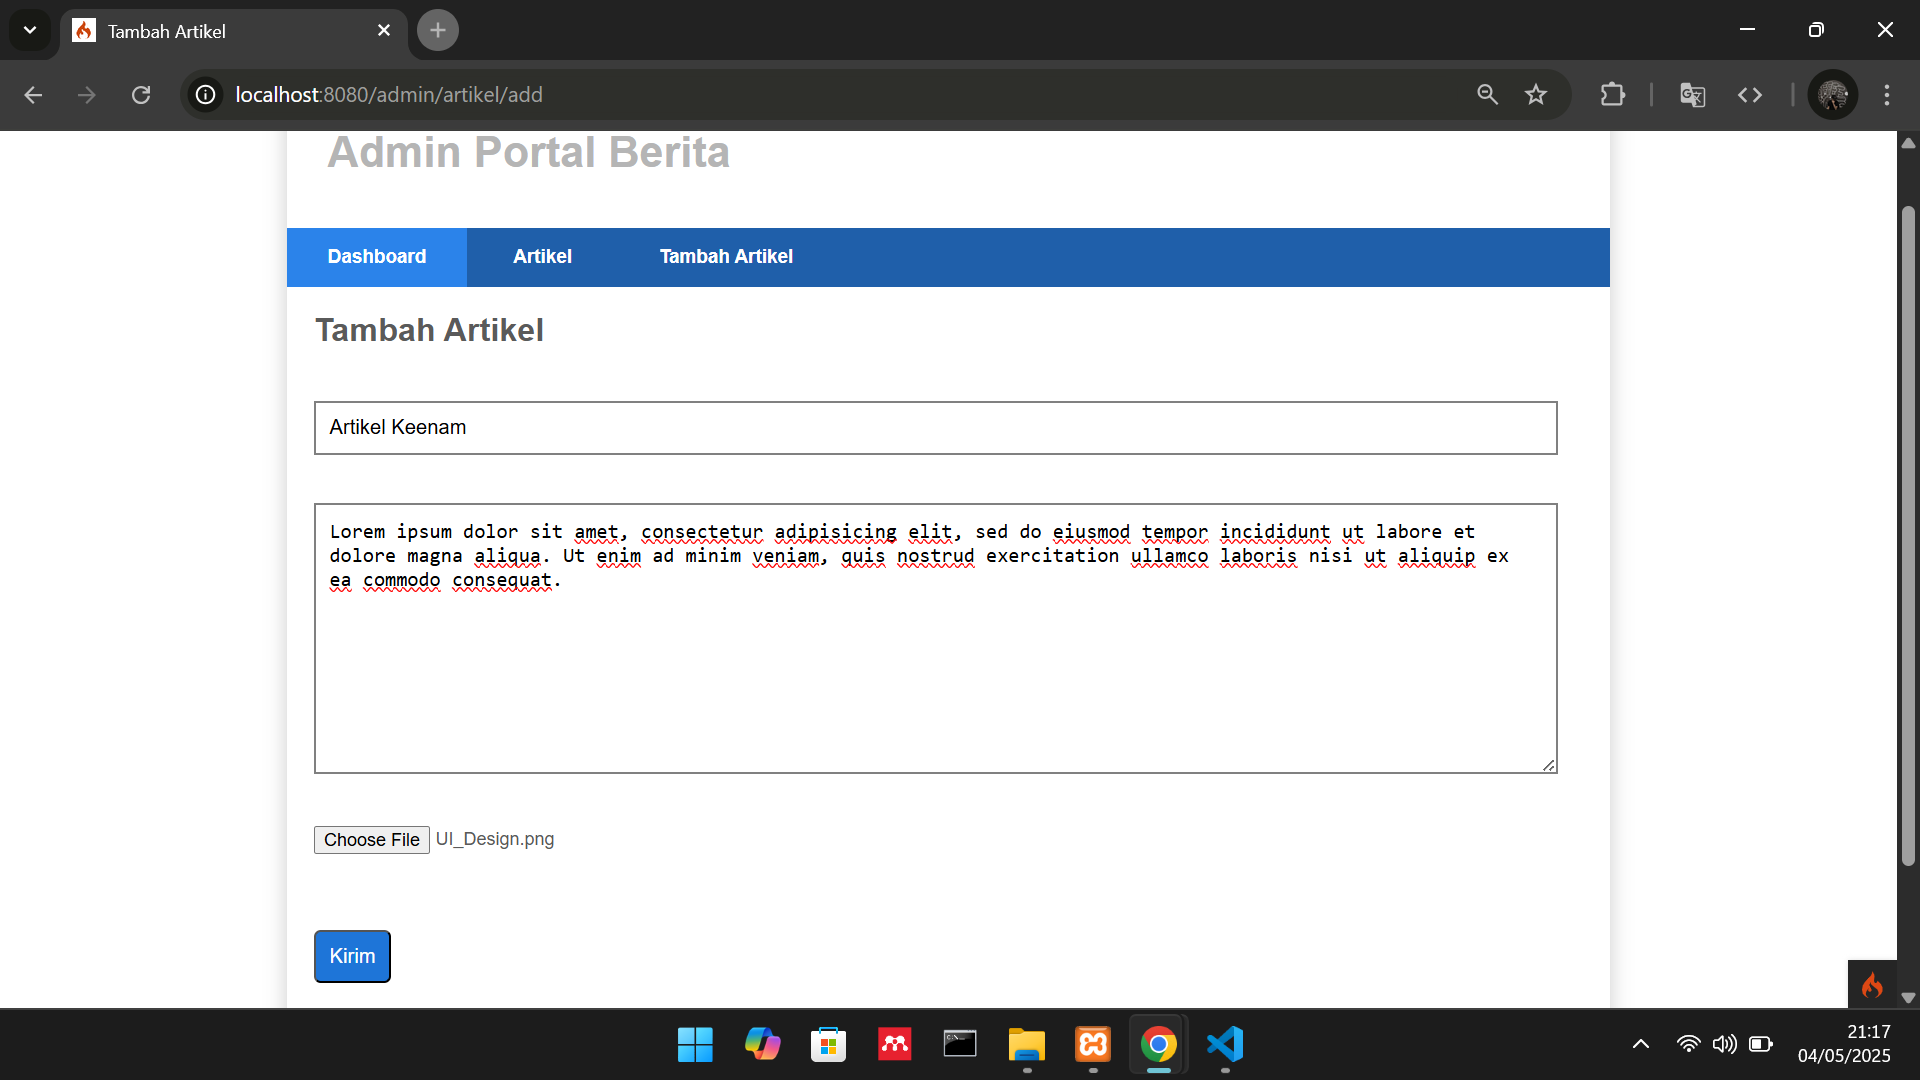 Tambah Artikel
localhost:8080/admin/artikel/add
Admin Portal Berita
Dashboard Artikel Tambah Artikel
Tambah Artikel
Artikel Keenam
Lorem ipsum dolor sit amet, consectetur adipisicing elit, sed do eiusmod tempor incididunt ut labore et
dolore magna aliqua. Ut enim ad minim veniam, quis nostrud exercitation ullamco laboris nisi ut aliquip ex
ea commodo consequat.
Choose File UI_Design.png
Kirim
21:17
04/05/2025